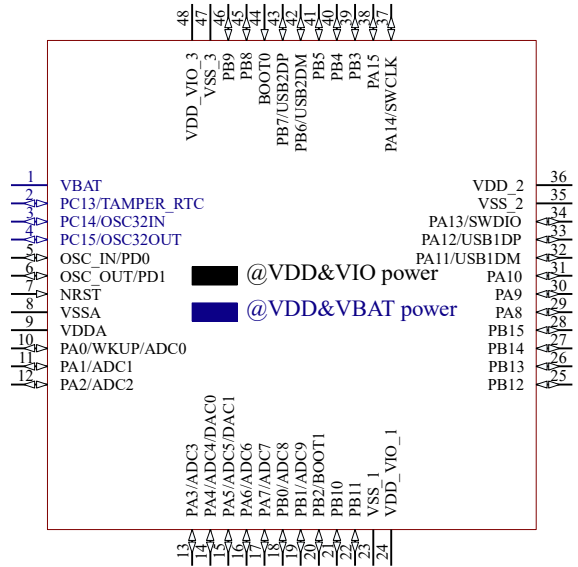 48 VDD_VIO_3
47 VSS_3
46 PB9
45 PB8
44 BOOT0
43 PB7/USB2DP
42 PB6/USB2DM
41 PB5
40 PB4
39 PB3
38 PA15
37 PA14/SWCLK
1 VBAT
2 PC13/TAMPER_RTC
3 PC14/OSC32IN
4 PC15/OSC32OUT
5 OSC_IN/PD0
6 OSC_OUT/PD1
7 NRST
8 VSSA
9 VDDA
10 PA0/WKUP/ADC0
11 PA1/ADC1
12 PA2/ADC2
@VDD&VIO power
@VDD&VBAT power
VDD_2 36
VSS_2 35
PA13/SWDIO 34
PA12/USB1DP 33
PA11/USB1DM 32
PA10 31
PA9 30
PA8 29
PB15 28
PB14 27
PB13 26
PB12 25
13 PA3/ADC3
14 PA4/ADC4/DAC0
15 PA5/ADC5/DAC1
16 PA6/ADC6
17 PA7/ADC7
18 PB0/ADC8
19 PB1/ADC9
20 PB2/BOOT1
21 PB10
22 PB11
23 VSS_1
24 VDD_VIO_1